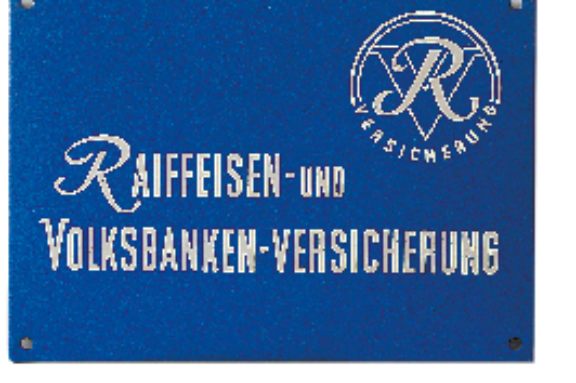 R
VERSICHERUNG
RAIFFEISEN-UND
VOLKSBANKEN-VERSICHERUNG